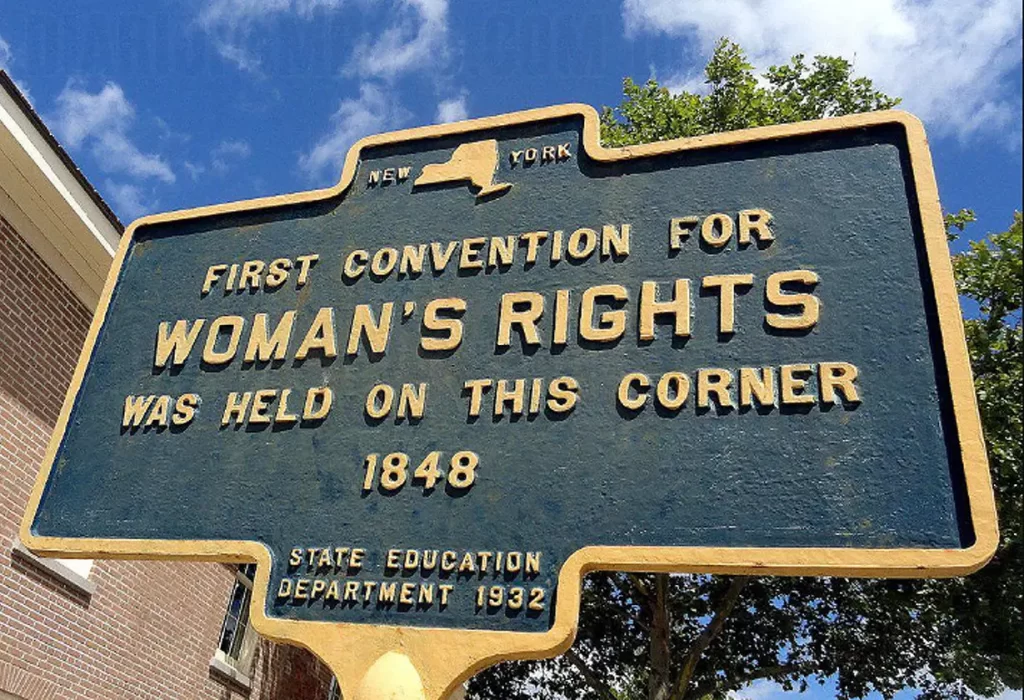 NEW YORK
FIRST CONVENTION FOR
WOMAN'S RIGHTS
WAS HELD ON THIS CORNER
1848
STATE EDUCATION
DEPARTMENT 1932